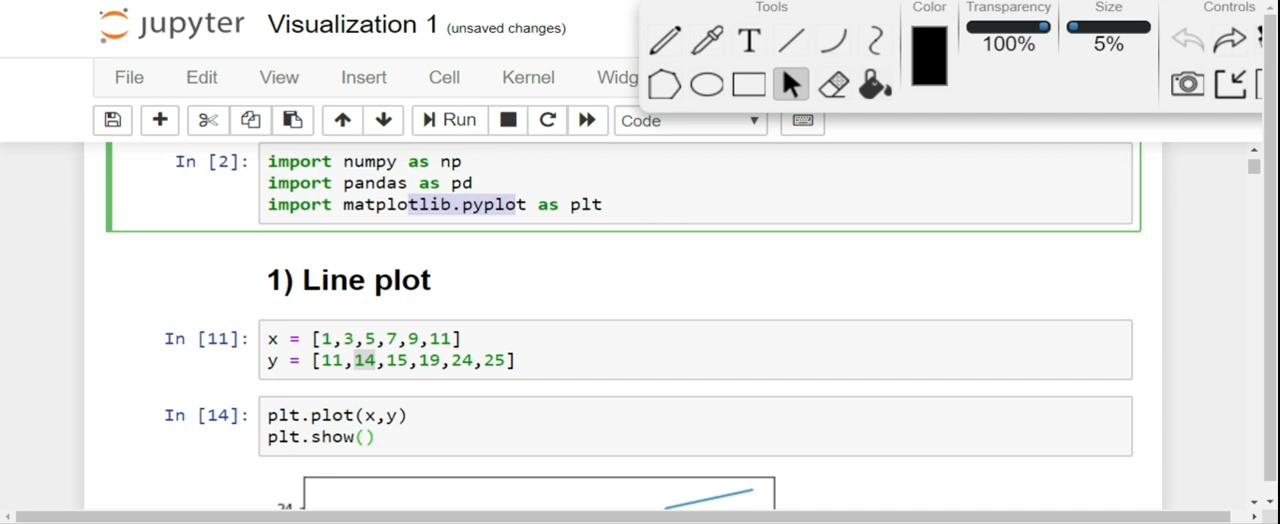 jupyter Visualization 1 (unsaved changes)
Tools Color Transparency Size Controls
100% 5%
File Edit View Insert Cell Kernel Widg
Run Code
In [2]: import numpy as np
import pandas as pd
import matplotlib.pyplot as plt
1) Line plot
In [11]: x = [1,3,5,7,9,11]
y = [11,14,15,19,24,25]
In [14]: plt.plot(x,y)
plt.show()
24